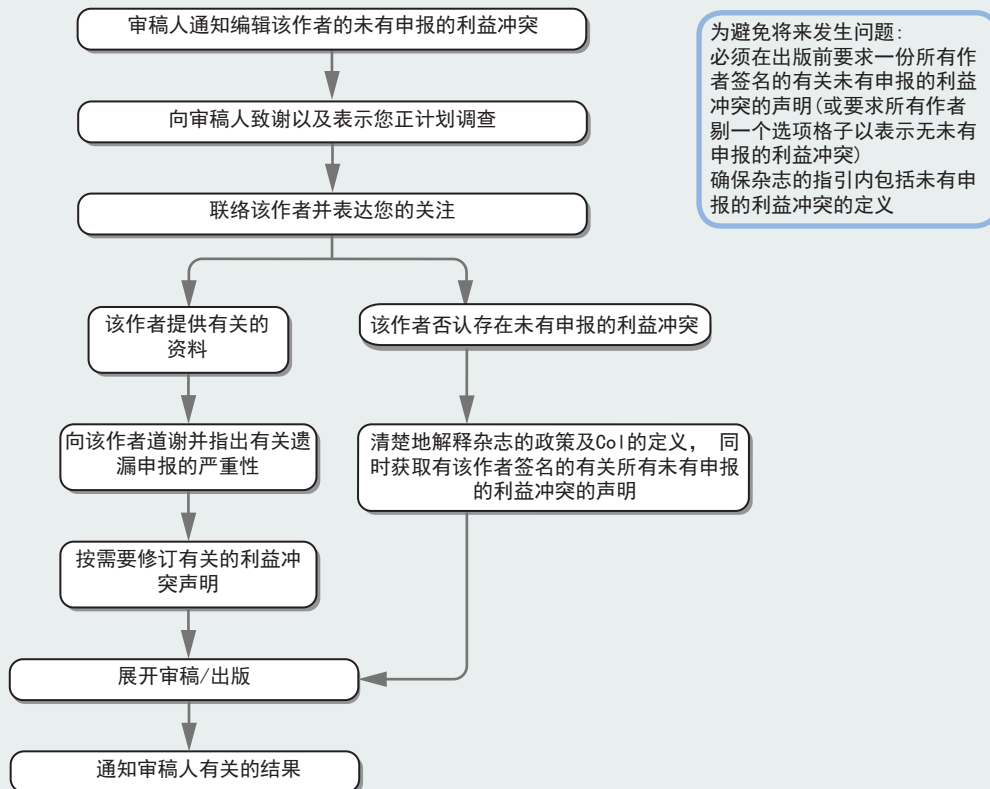 审稿人通知编辑该作者的未有申报的利益冲突
向审稿人致谢以及表示您正计划调查
联络该作者并表达您的关注
该作者提供有关的
资料
该作者否认存在未有申报的利益冲突
向该作者道谢并指出有关遗
漏申报的严重性
清楚地解释杂志的政策及CoI的定义， 同
时获取有该作者签名的有关所有未有申报
的利益冲突的声明
按需要修订有关的利益冲
突声明
展开审稿/出版
通知审稿人有关的结果
为避免将来发生问题:
必须在出版前要求一份所有作
者签名的有关未有申报的利益
冲突的声明(或要求所有作者
剔一个选项格子以表示无未有
申报的利益冲突)
确保杂志的指引内包括未有申
报的利益冲突的定义